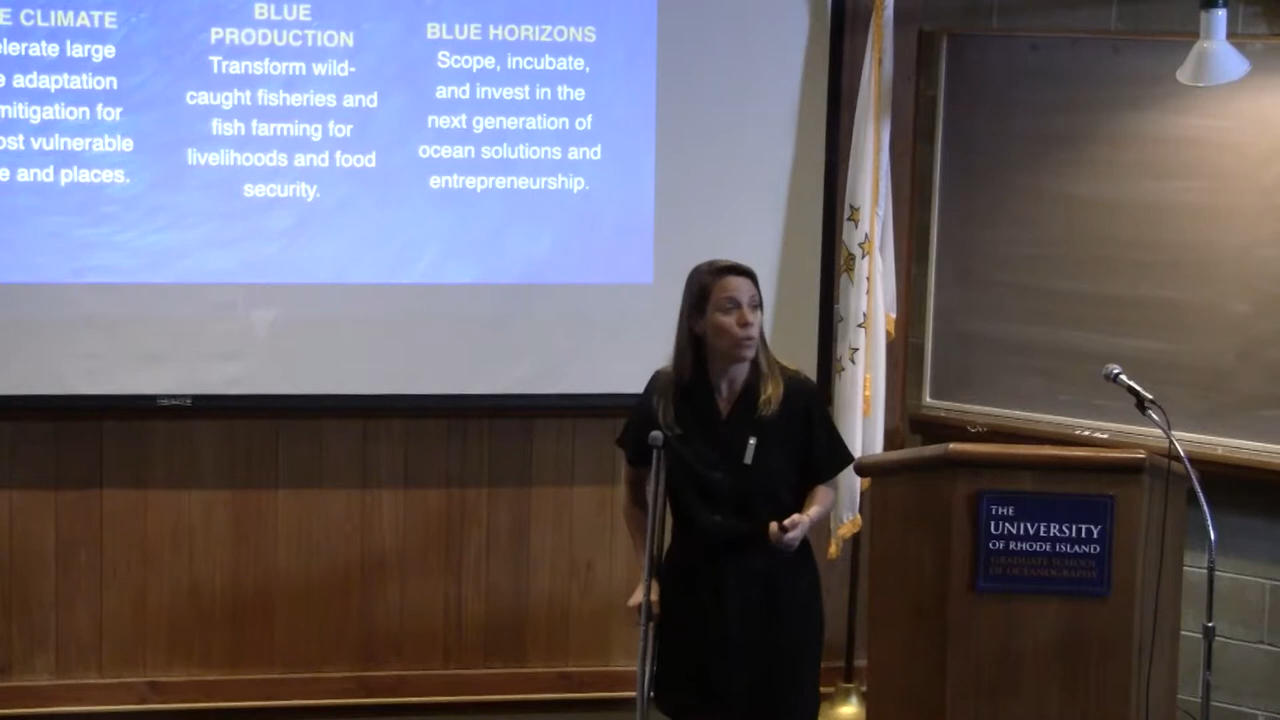 E CLIMATE
elerate large
e adaptation
mitigation for
ost vulnerable
e and places.
BLUE
PRODUCTION
Transform wild-
caught fisheries and
fish farming for
livelihoods and food
security.
BLUE HORIZONS
Scope, incubate,
and invest in the
next generation of
ocean solutions and
entrepreneurship.
THE
UNIVERSITY
OF RHODE ISLAND
GRADUATE SCHOOL
OF OCEANOGRAPHY